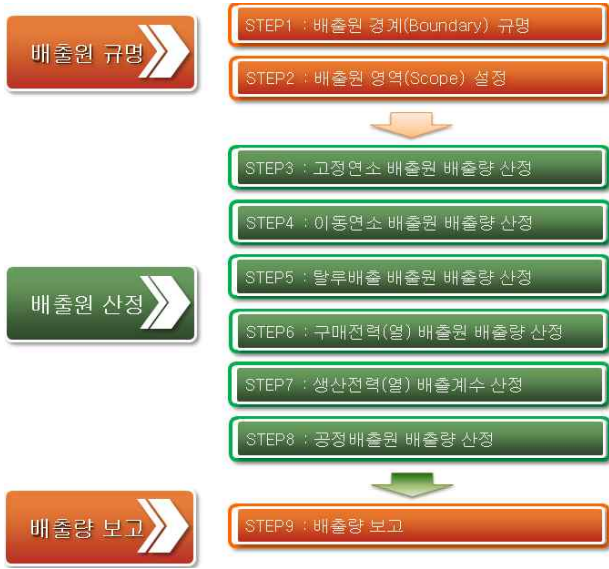 배출원 규명
STEP1 : 배출원 경계(Boundary) 규명
STEP2 : 배출원 영역(Scope) 설정
배출원 산정
STEP3 : 고정연소 배출원 배출량 산정
STEP4 : 이동연소 배출원 배출량 산정
STEP5 : 탈루배출 배출원 배출량 산정
STEP6 : 구매전력(열) 배출원 배출량 산정
STEP7 : 생산전력(열) 배출계수 산정
STEP8 : 공정배출원 배출량 산정
배출량 보고
STEP9 : 배출량 보고